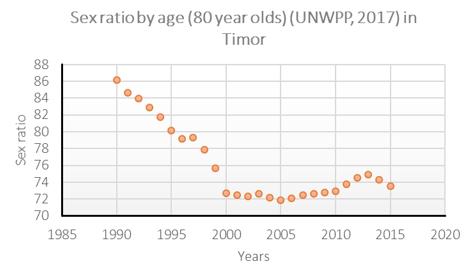 Sex ratio by age (80 year olds) (UNWPP, 2017) in
Timor
88
86
84
82
80
78
76
74
72
70
Sex ratio
1985 1990 1995 2000 2005 2010 2015 2020
Years